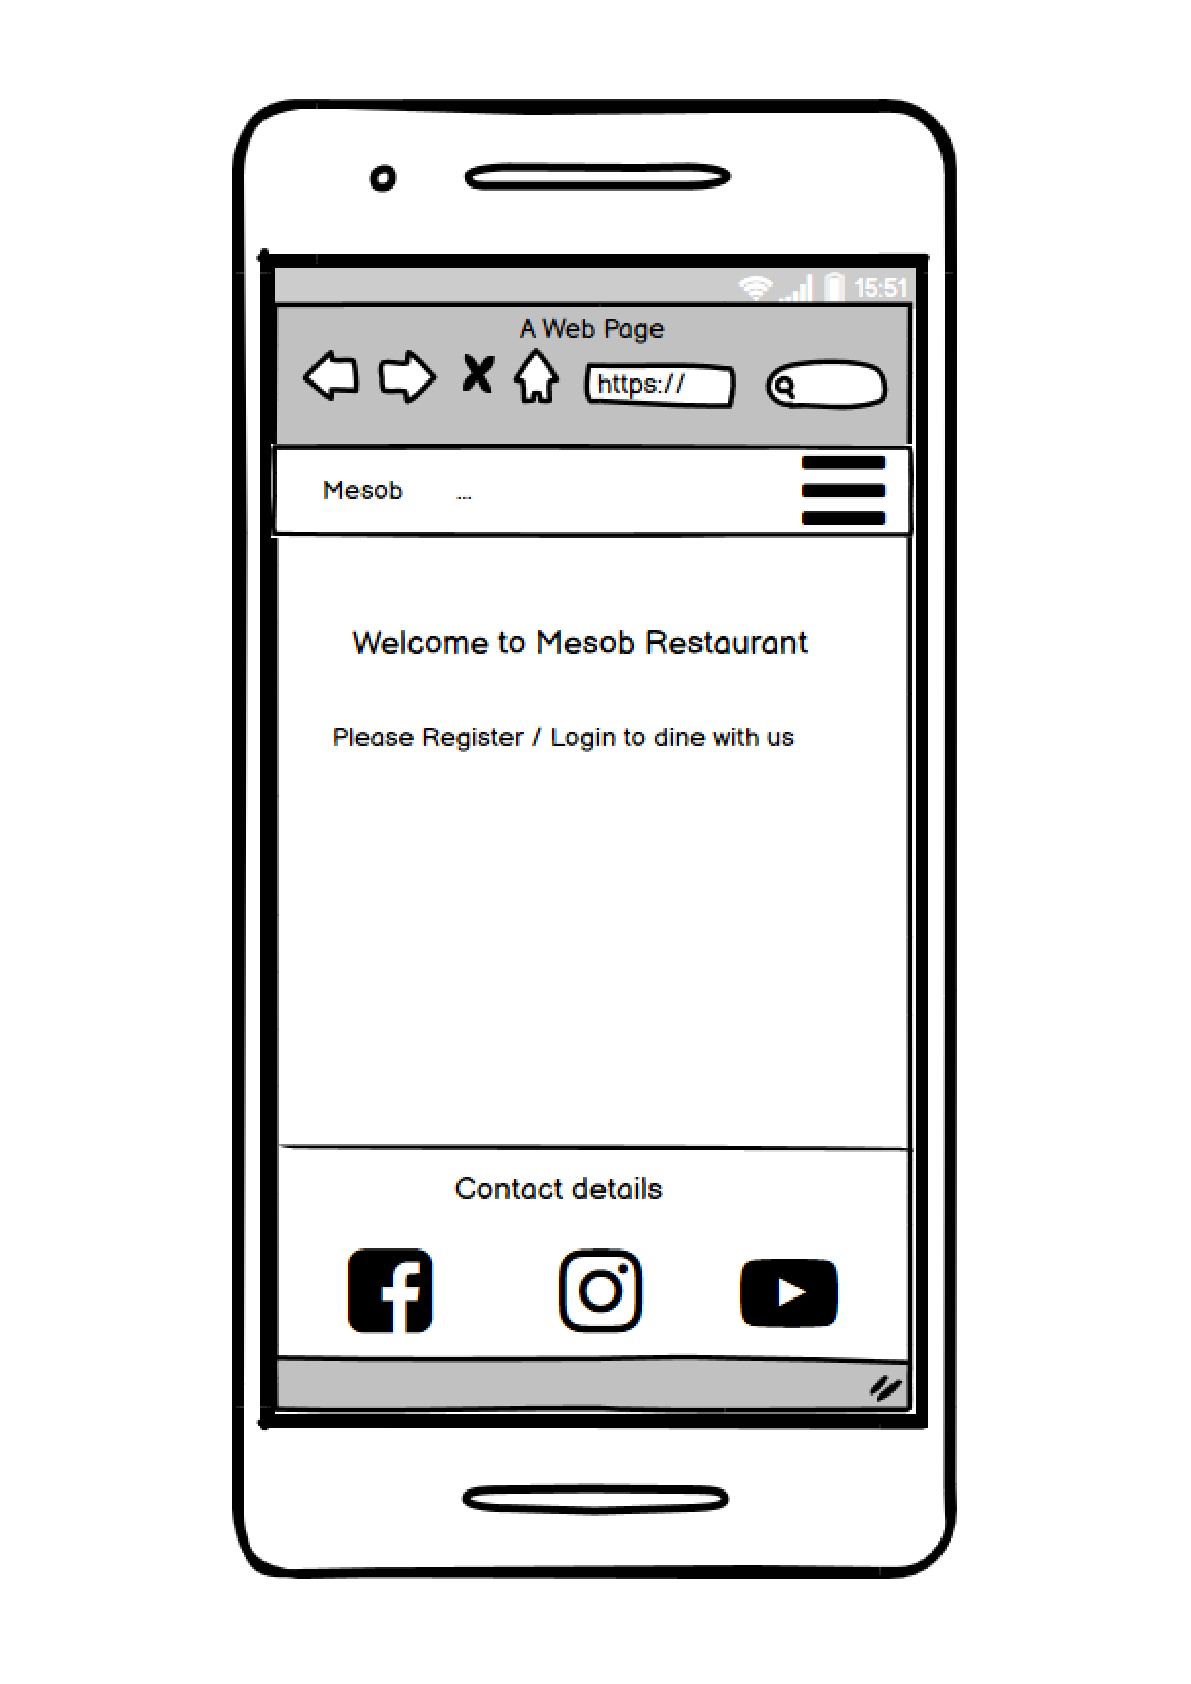 15:51
A Web Page
https://
Mesob ...
Welcome to Mesob Restaurant
Please Register / Login to dine with us
Contact details